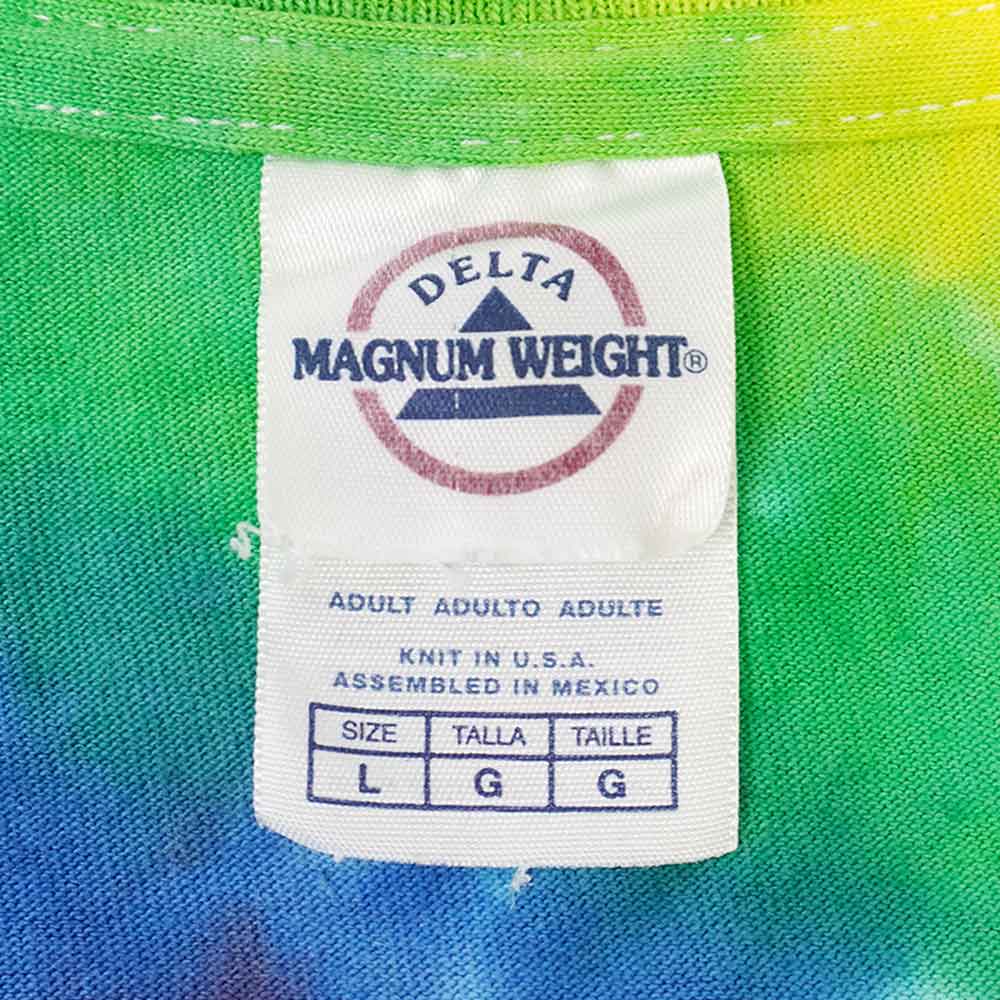 DELTA
MAGNUM WEIGHT®
ADULT ADULTO ADULTE
KNIT IN U.S.A.
ASSEMBLED IN MEXICO
SIZE TALLA TAILLE
L G G